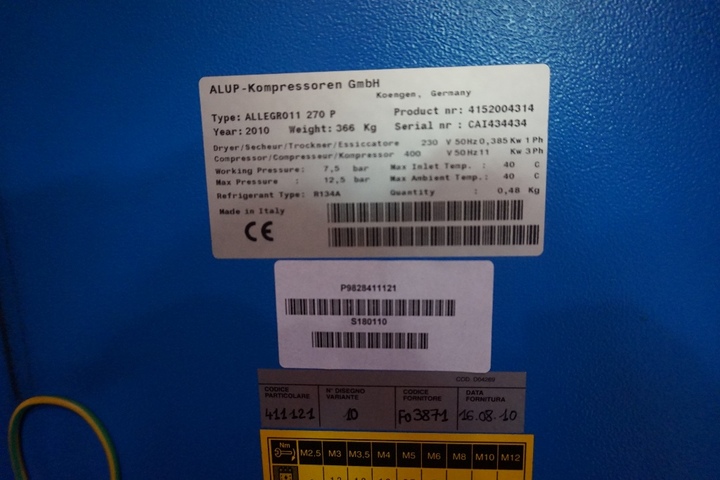 ALUP-Kompressoren GmbH
Koengen, Germany
Type: ALLEGRO11 270 P Product nr: 4152004314
Year: 2010 Weight: 366 Kg Serial nr : CAI434434
Dryer/Secheur/Trockner/Essiccatore 230 V 50Hz 0,385 Kw 1 Ph
Compressor/Compresseur/Kompressor 400 V 50Hz 11 Kw 3 Ph
Working Pressure: 7,5 bar Max Inlet Temp. : 40 C
Max Pressure : 12,5 bar Max Ambient Temp.: 40 C
Refrigerant Type: R134A Quantity : 0,48 Kg
Made in Italy
CE
P9828411121
S180110
COD. D04069
CODICE PARTICOLARE N° DISEGNO VARIANTE CODICE FORNITORE DATA FORNITURA
411121 10 Fo3871 16.08.10
Nm M2.5 M3 M3.5 M4 M5 M6 M8 M10 M12